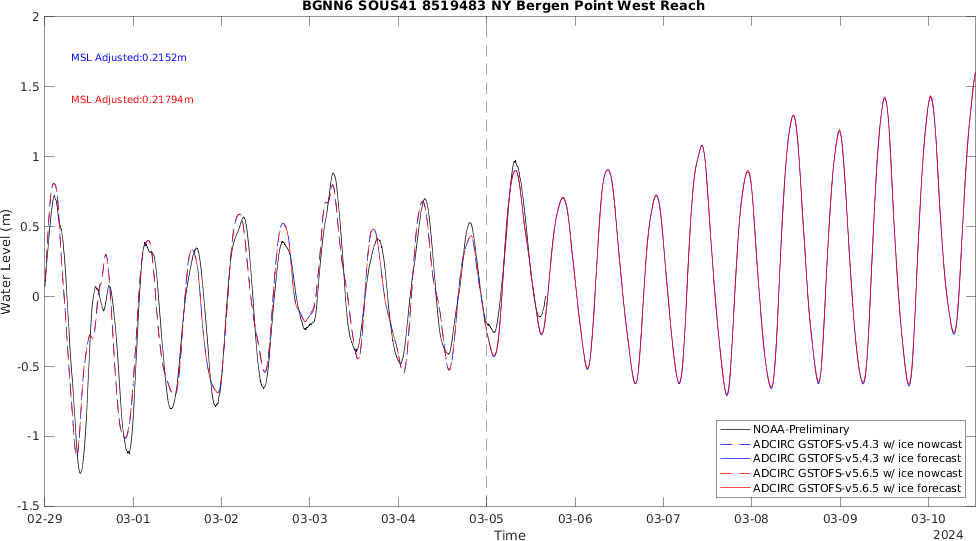 BGNN6 SOUS41 8519483 NY Bergen Point West Reach
2
1.5
1
0.5
0
-0.5
-1
-1.5
Water Level (m)
MSL Adjusted:0.2152m
MSL Adjusted:0.21794m
NOAA-Preliminary
ADCIRC GSTOFS-v5.4.3 w/ ice nowcast
ADCIRC GSTOFS-v5.4.3 w/ ice forecast
ADCIRC GSTOFS-v5.6.5 w/ ice nowcast
ADCIRC GSTOFS-v5.6.5 w/ ice forecast
02-29 03-01 03-02 03-03 03-04 03-05 03-06 03-07 03-08 03-09 03-10
Time
2024